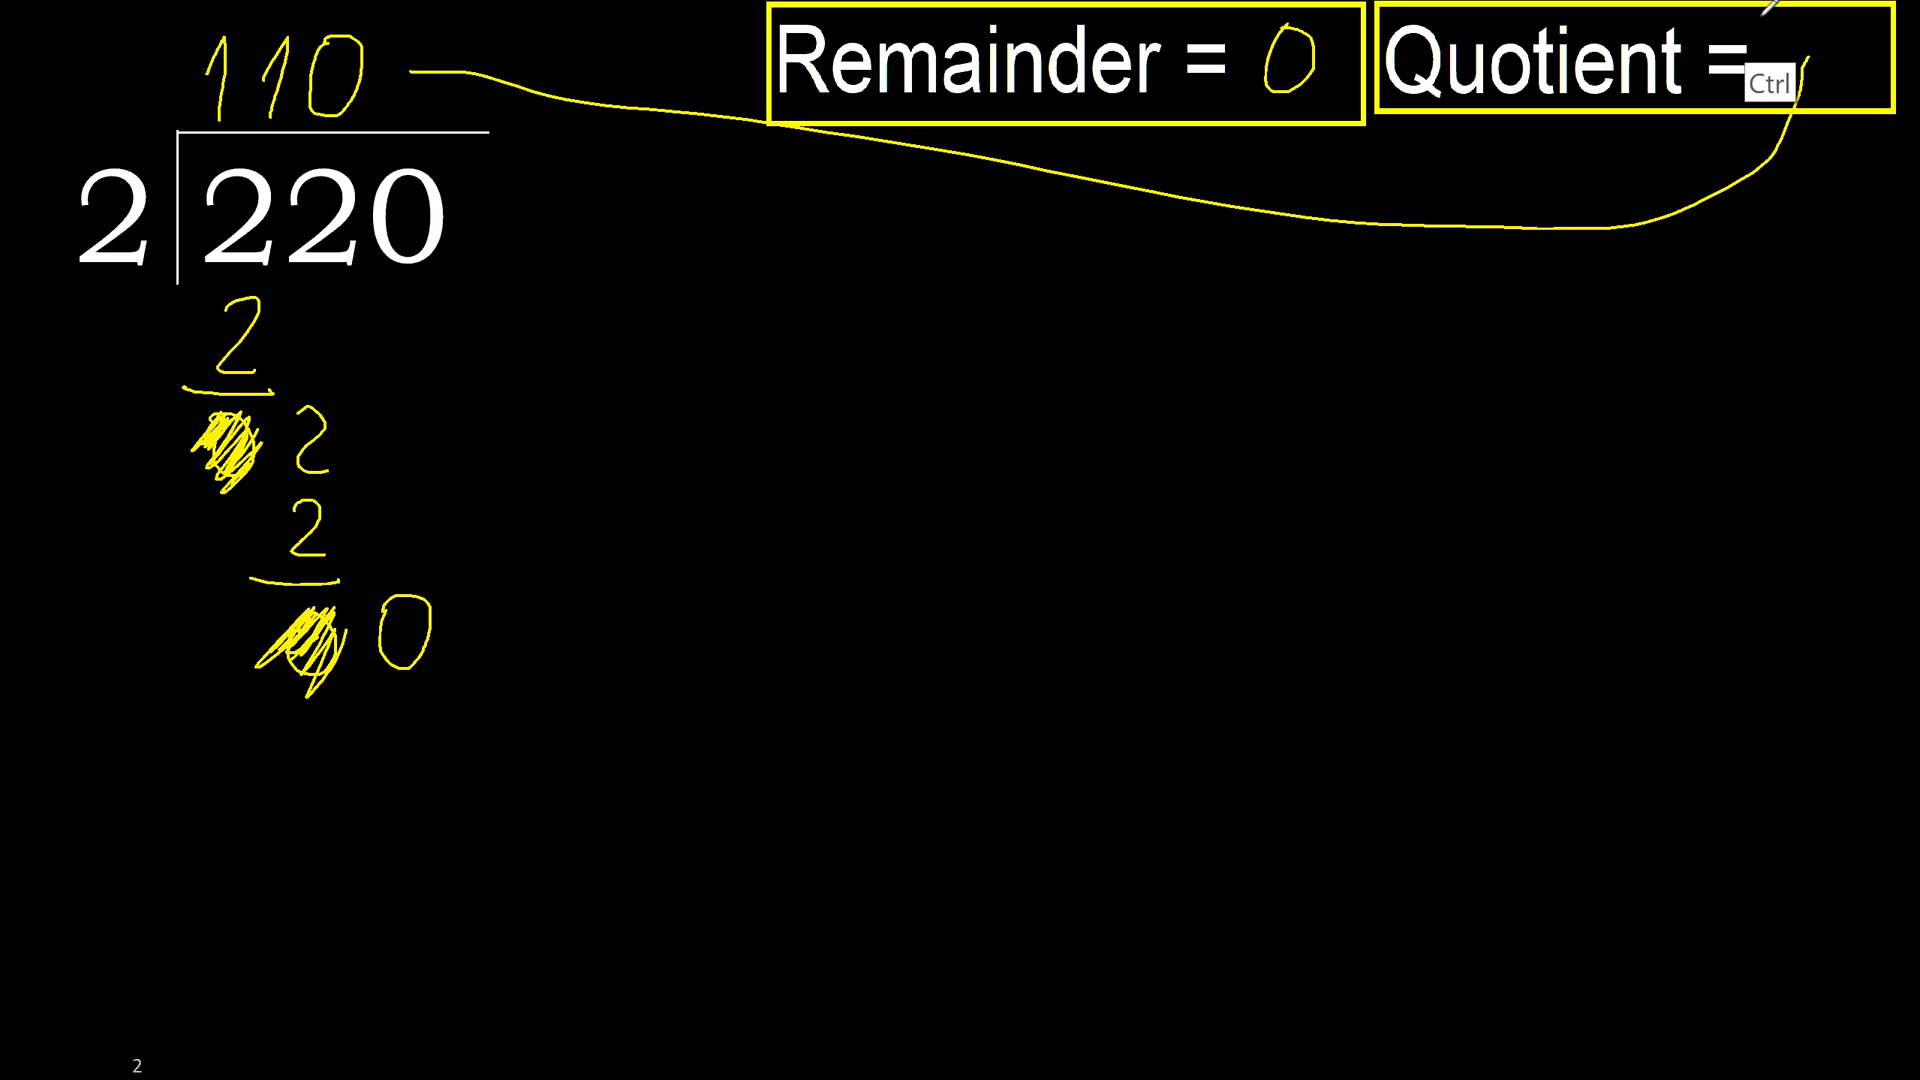 110
Remainder = 0
Quotient =
Ctrl
2 220
2
2
2
0
2